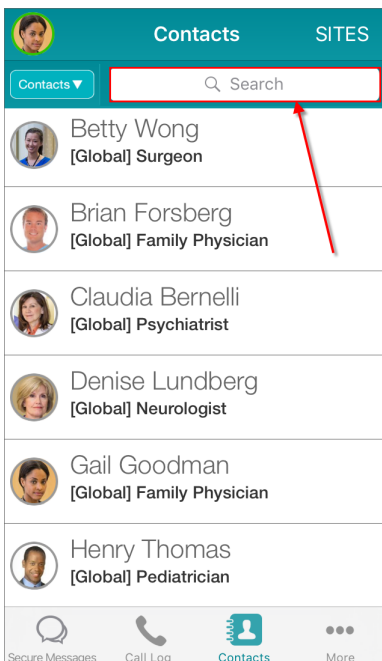 Contacts SITES
Contacts▼ Search
Betty Wong
[Global] Surgeon
Brian Forsberg
[Global] Family Physician
Claudia Bernelli
[Global] Psychiatrist
Denise Lundberg
[Global] Neurologist
Gail Goodman
[Global] Family Physician
Henry Thomas
[Global] Pediatrician
Secure Messages Call Log Contacts More